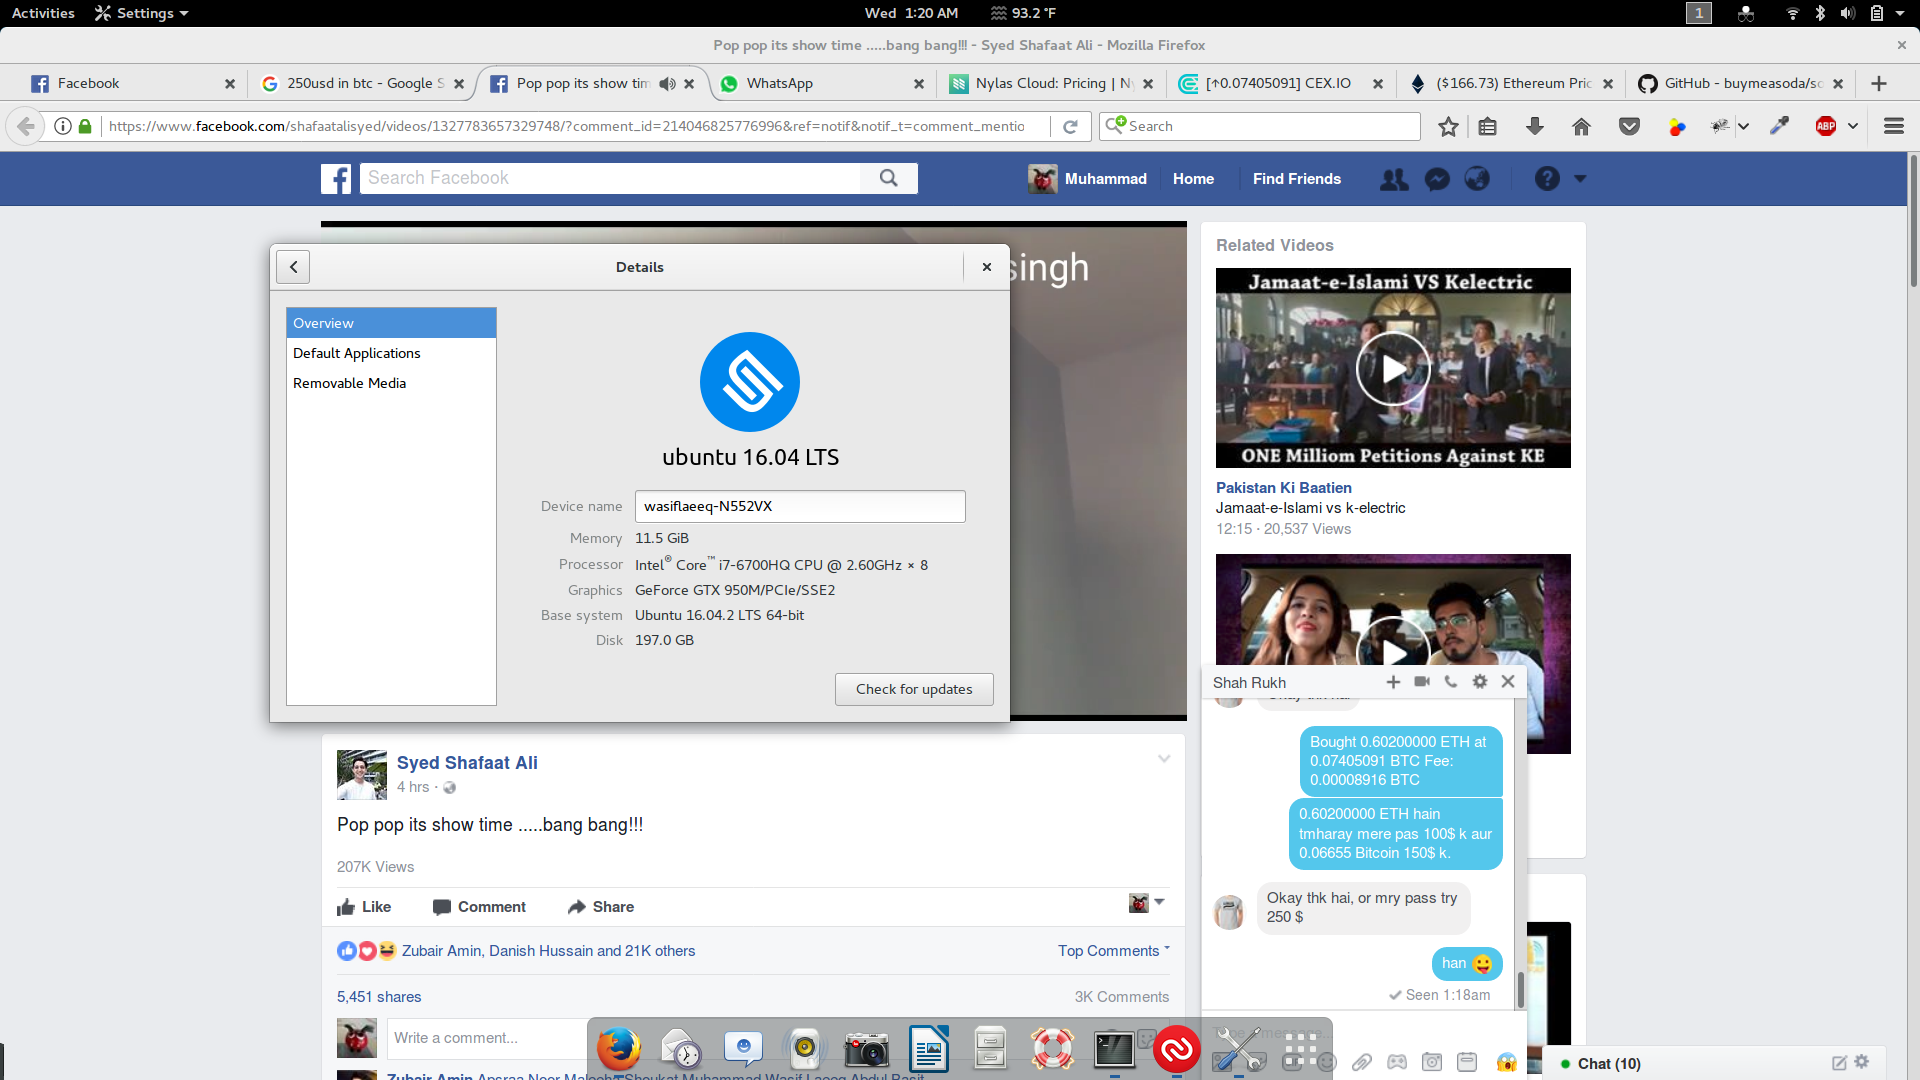 Activities
Settings
Wed 1:20 AM
93.2 °F
1
Pop pop its show time .....bang bang!!! - Syed Shafaat Ali - Mozilla Firefox
Facebook
250usd in btc - Google S
Pop pop its show tim
WhatsApp
Nylas Cloud: Pricing | Ny
[↑0.07405091] CEX.IO
($166.73) Ethereum Pric
GitHub - buymeasoda/so
https://www.facebook.com/shafaatalisyed/videos/1327783657329748/?comment_id=214046825776996&ref=notif&notif_t=comment_mentio
Search
ABP
Search Facebook
Muhammad
Home
Find Friends
singh
Details
Overview
Default Applications
Removable Media
ubuntu 16.04 LTS
Device name wasiflaeeq-N552VX
Memory 11.5 GiB
Processor Intel® Core™ i7-6700HQ CPU @ 2.60GHz × 8
Graphics GeForce GTX 950M/PCIe/SSE2
Base system Ubuntu 16.04.2 LTS 64-bit
Disk 197.0 GB
Check for updates
Syed Shafaat Ali
4 hrs ·
Pop pop its show time .....bang bang!!!
207K Views
Like
Comment
Share
Zubair Amin, Danish Hussain and 21K others
Top Comments
5,451 shares
3K Comments
Write a comment...
Zubair Amin
Related Videos
Jamaat-e-Islami VS Kelectric
ONE Milliom Petitions Against KE
Pakistan Ki Baatien
Jamaat-e-Islami vs k-electric
12:15 · 20,537 Views
Shah Rukh
Okay thk hai
Bought 0.60200000 ETH at
0.07405091 BTC Fee:
0.00008916 BTC
0.60200000 ETH hain
tmharay mere pas 100$ k aur
0.06655 Bitcoin 150$ k.
Okay thk hai, or mry pass try
250 $
han
Seen 1:18am
Chat (10)